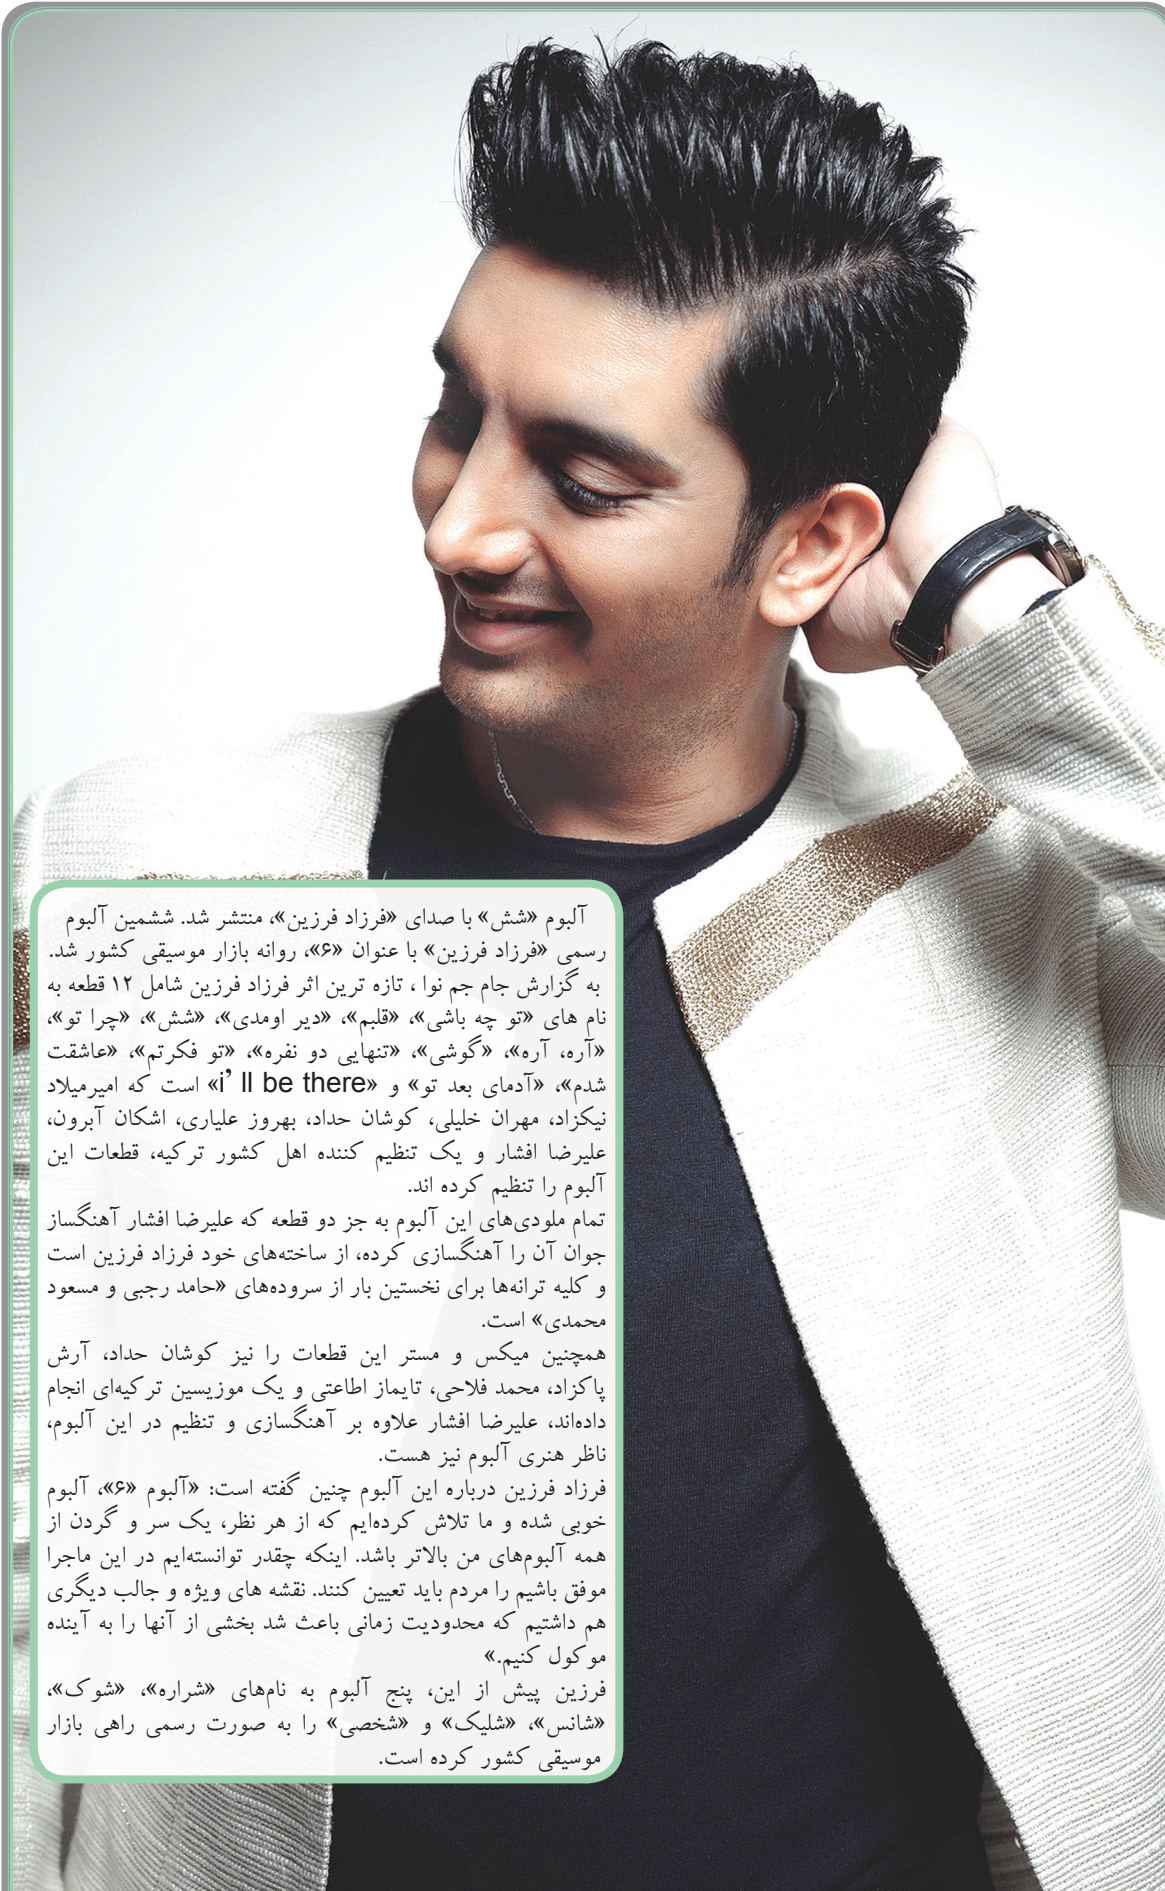 آلبوم «شش» با صدای «فرزاد فرزین»، منتشر شد. ششمین آلبوم
رسمی «فرزاد فرزین» با عنوان «۶»، روانه بازار موسیقی کشور شد.
به گزارش جام جم نوا ، تازه ترین اثر فرزاد فرزین شامل ۱۲ قطعه به
نام های «تو چه باشی»، «قلبم»، «دیر اومدی»، «شش»، «چرا تو»،
«آره، آره»، «گوشی»، «تنهایی دو نفره»، «تو فکرتم»، «عاشقت
شدم»، «آدمای بعد تو» و «i’ ll be there» است که امیرمیلاد
نیکزاد، مهران خلیلی، کوشان حداد، بهروز علیاری، اشکان آبرون،
علیرضا افشار و یک تنظیم کننده اهل کشور ترکیه، قطعات این
آلبوم را تنظیم کرده اند.
تمام ملودی‌های این آلبوم به جز دو قطعه که علیرضا افشار آهنگساز
جوان آن را آهنگسازی کرده، از ساخته‌های خود فرزاد فرزین است
و کلیه ترانه‌ها برای نخستین بار از سروده‌های «حامد رجبی و مسعود
محمدی» است.
همچنین میکس و مستر این قطعات را نیز کوشان حداد، آرش
پاکزاد، محمد فلاحی، تایماز اطاعتی و یک موزیسین ترکیه‌ای انجام
داده‌اند، علیرضا افشار علاوه بر آهنگسازی و تنظیم در این آلبوم،
ناظر هنری آلبوم نیز هست.
فرزاد فرزین درباره این آلبوم چنین گفته است: «آلبوم «۶»، آلبوم
خوبی شده و ما تلاش کرده‌ایم که از هر نظر، یک سر و گردن از
همه آلبوم‌های من بالاتر باشد. اینکه چقدر توانسته‌ایم در این ماجرا
موفق باشیم را مردم باید تعیین کنند. نقشه های ویژه و جالب دیگری
هم داشتیم که محدودیت زمانی باعث شد بخشی از آنها را به آینده
موکول کنیم.»
فرزین پیش از این، پنج آلبوم به نام‌های «شراره»، «شوک»،
«شانس»، «شلیک» و «شخصی» را به صورت رسمی راهی بازار
موسیقی کشور کرده است.